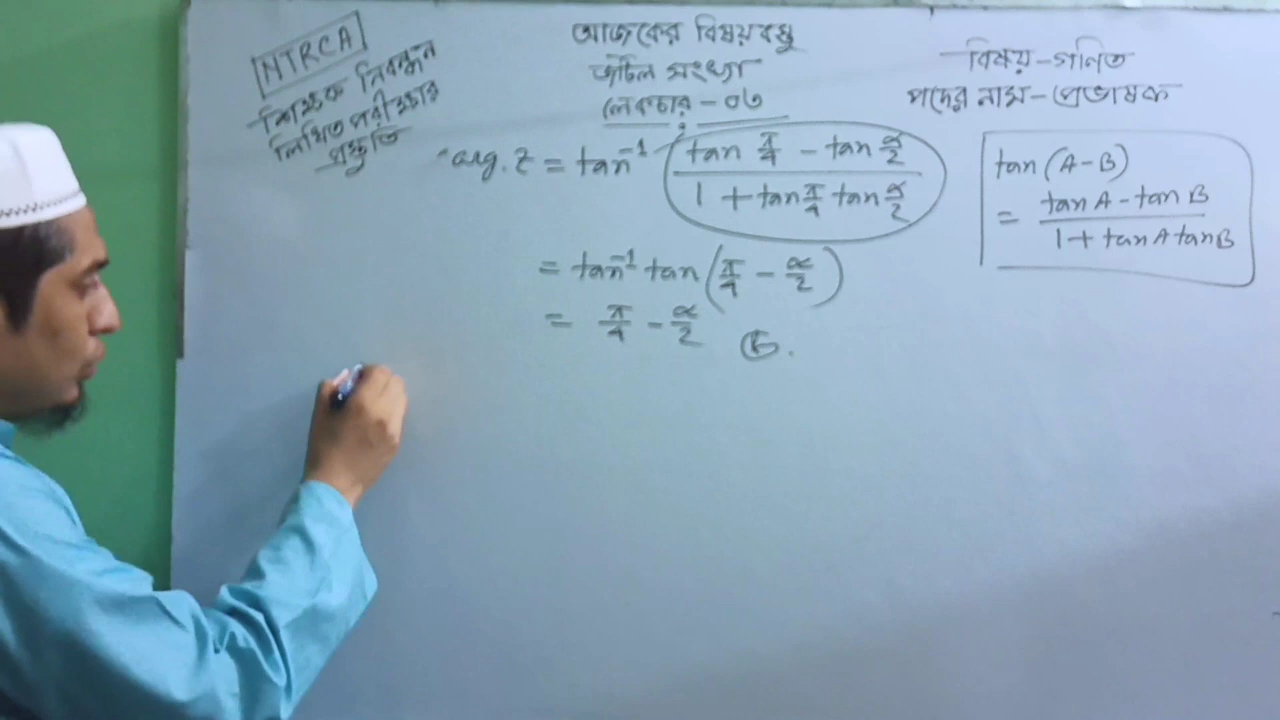 NTRCA
শিক্ষক নিবন্ধন
লিখিত পরীক্ষার
প্রস্তুতি
আজকের বিষয়বস্তু
জটিল সংখ্যা
লেকচার - ০৩
বিষয় - গণিত
পদের নাম - প্রভাষক
∴ arg. z = tan⁻¹ (tan π/4 - tan α/2) / (1 + tan π/4 tan α/2)
= tan⁻¹ tan (π/4 - α/2)
= π/4 - α/2
tan (A - B)
= (tan A - tan B) / (1 + tan A tan B)